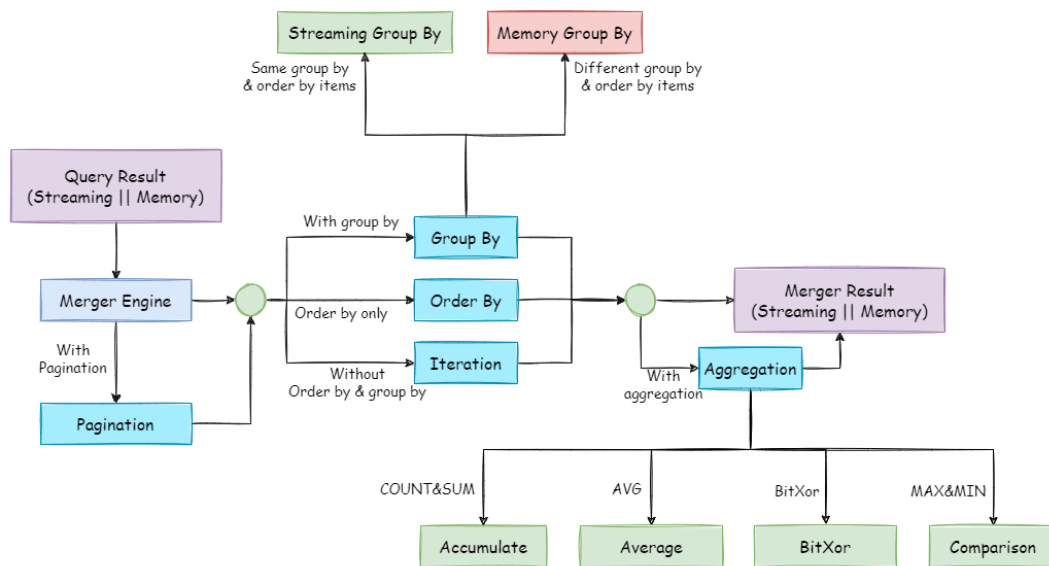 Streaming Group By
Memory Group By
Same group by
& order by items
Different group by
& order by items
Query Result
(Streaming || Memory)
With group by
Group By
Merger Engine
Order by only
Order By
Merger Result
(Streaming || Memory)
With
Pagination
Without
Order by & group by
Iteration
With
aggregation
Aggregation
Pagination
COUNT&SUM
AVG
BitXor
MAX&MIN
Accumulate
Average
BitXor
Comparison